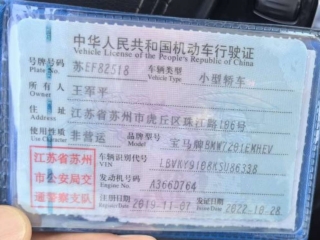 中华人民共和国机动车行驶证
Vehicle License of the People's Republic of China
号牌号码 苏EF82518 车辆类型 小型轿车
Plate No. Vehicle Type
所有人 王军平
Owner
住址 江苏省苏州市虎丘区珠江路186号
Address
使用性质 非营运 品牌型号 宝马牌BMW7201EMHEV
Use Character Model
江苏省苏州 车辆识别代号 LBVKY9108KSU86338
VIN
市公安局交 发动机号码 A366D764
Engine No.
通警察支队 注册日期 2019-11-07 发证日期 2022-10-28
Register Date Issue Date